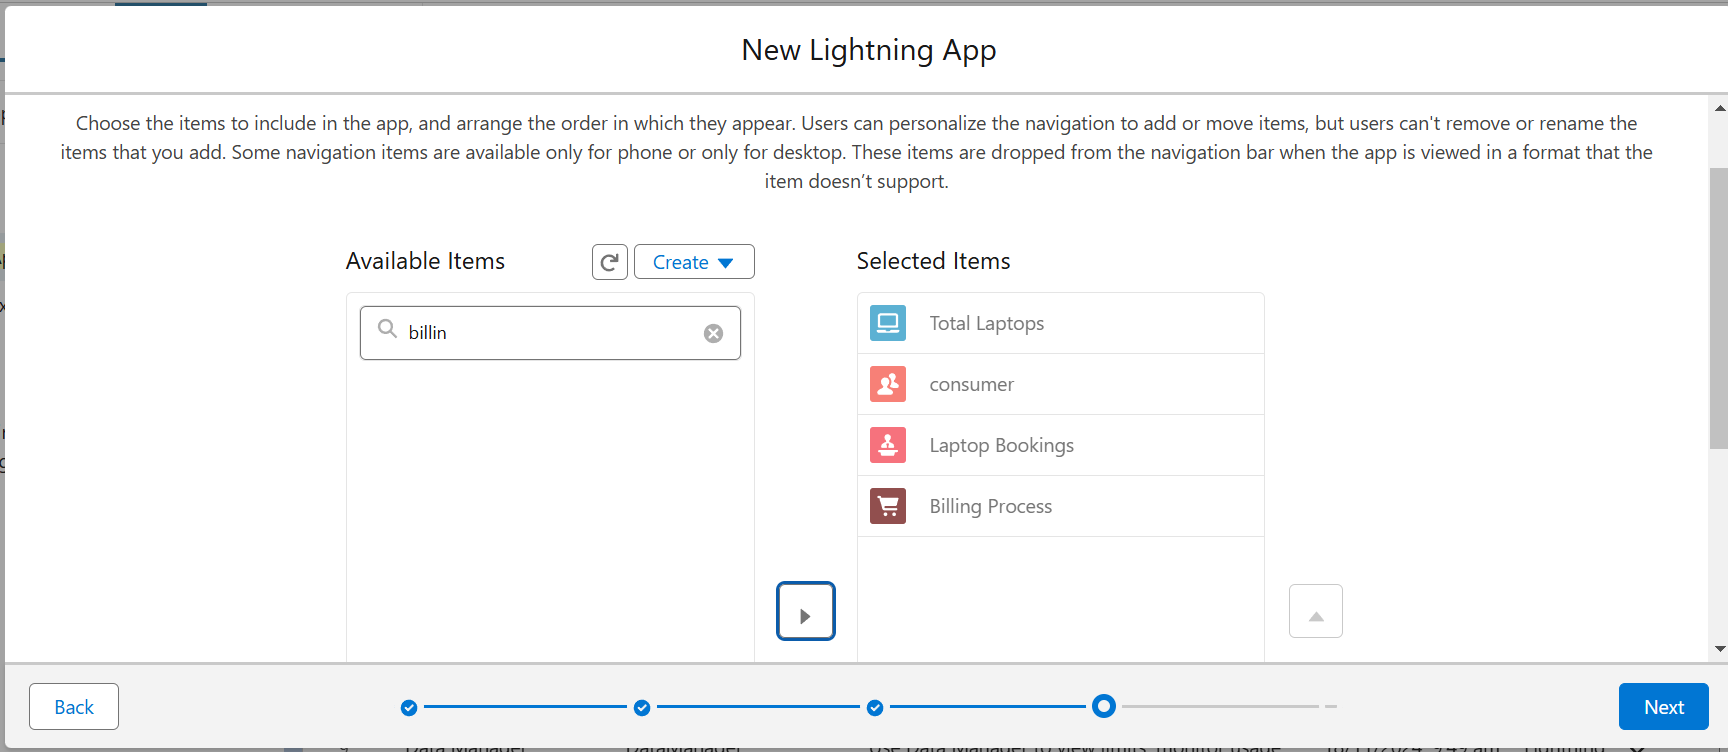 New Lightning App
Choose the items to include in the app, and arrange the order in which they appear. Users can personalize the navigation to add or move items, but users can't remove or rename the
items that you add. Some navigation items are available only for phone or only for desktop. These items are dropped from the navigation bar when the app is viewed in a format that the
item doesn’t support.
Available Items
Create
Selected Items
billin
Total Laptops
consumer
Laptop Bookings
Billing Process
Back
Next